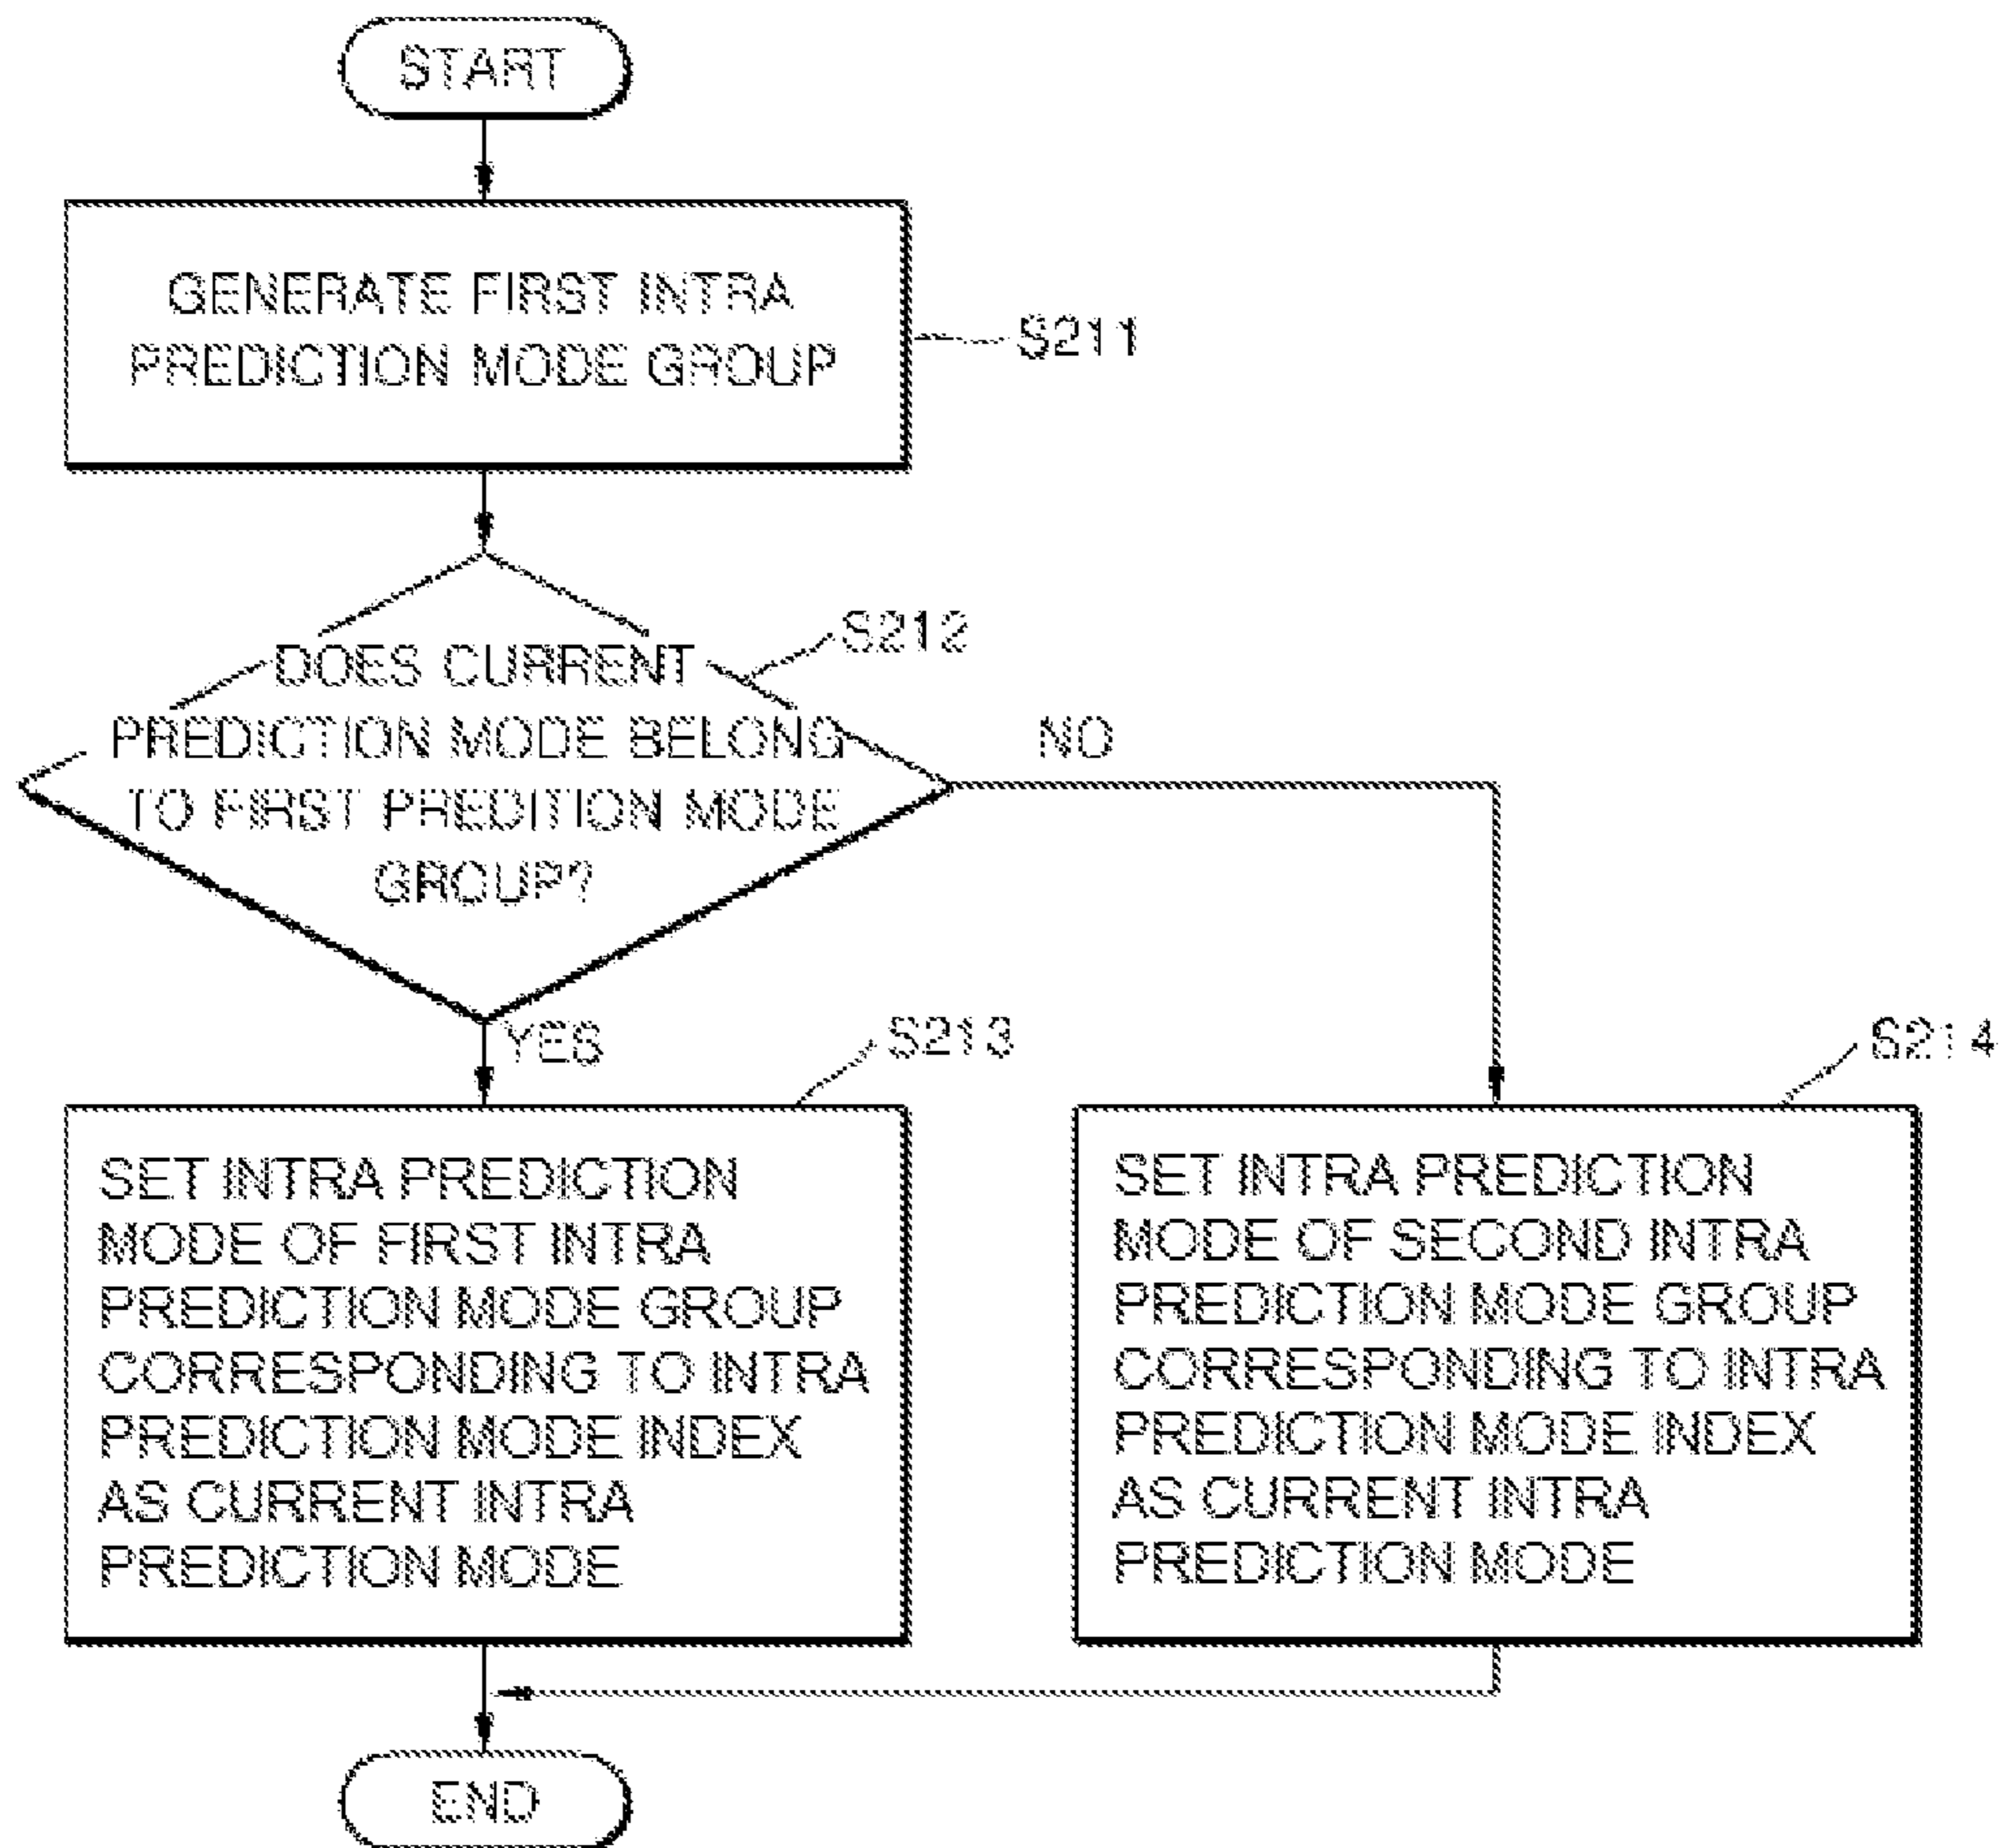 START
GENERATE FIRST INTRA
PREDICTION MODE GROUP
S211
DOES CURRENT
PREDICTION MODE BELONG
TO FIRST PREDITION MODE
GROUP?
S212
NO
YES
S213
SET INTRA PREDICTION
MODE OF FIRST INTRA
PREDICTION MODE GROUP
CORRESPONDING TO INTRA
PREDICTION MODE INDEX
AS CURRENT INTRA
PREDICTION MODE
S214
SET INTRA PREDICTION
MODE OF SECOND INTRA
PREDICTION MODE GROUP
CORRESPONDING TO INTRA
PREDICTION MODE INDEX
AS CURRENT INTRA
PREDICTION MODE
END